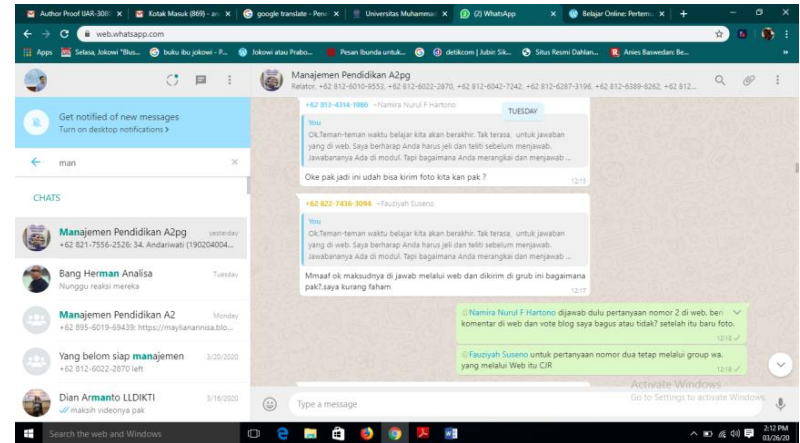 Author Proof IJAR-308
Kotak Masuk (869) - an
google translate - Pene
Universitas Muhammac
(2) WhatsApp
Belajar Online: Pertemu
web.whatsapp.com
Apps
Selasa, Jokowi "Blus...
buku ibu jokowi - P...
Jokowi atau Prabo...
Pesan Ibunda untuk...
detikcom | Jubir: Sik...
Situs Resmi Dahlan...
Anies Baswedan: Be...
Manajemen Pendidikan A2pg
Relator, +62 812-6010-9553, +62 812-6022-2870, +62 812-6042-7242, +62 812-6287-3196, +62 812-6389-8262, +62 812...
Get notified of new messages
Turn on desktop notifications >
man
CHATS
Manajemen Pendidikan A2pg
yesterday
+62 821-7556-2526: 34. Andariwati (190204004...
Bang Herman Analisa
Tuesday
Nunggu reaksi mereka
Manajemen Pendidikan A2
Monday
+62 895-6019-69439: https://maylianannisa.blo...
Yang belom siap manajemen
3/20/2020
+62 812-6022-2870 left
Dian Armanto LLDIKTI
3/16/2020
maksih videonya pak
+62 813-4314-1986 ~Namira Nurul F Hartono
TUESDAY
You
Ok.Teman-teman waktu belajar kita akan berakhir. Tak terasa, untuk jawaban
yang di web. Saya berharap Anda harus jeli dan teliti sebelum menjawab.
Jawabananya Ada di modul. Tapi bagaimana Anda merangkai dan menjawab ...
Oke pak jadi ini udah bisa kirim foto kita kan pak ?
12:15
+62 822-7436-3094 ~Fauziyah Suseno
You
Ok.Teman-teman waktu belajar kita akan berakhir. Tak terasa, untuk jawaban
yang di web. Saya berharap Anda harus jeli dan teliti sebelum menjawab.
Jawabananya Ada di modul. Tapi bagaimana Anda merangkai dan menjawab ...
Mmaaf ok maksudnya di jawab melalui web dan dikirim di grub ini bagaimana
pak?.saya kurang faham
12:17
Namira Nurul F Hartono dijawab dulu pertanyaan nomor 2 di web. beri
komentar di web dan vote blog saya bagus atau tidak? setelah itu baru foto.
12:18
Fauziyah Suseno untuk pertanyaan nomor dua tetap melalui group wa.
yang melalui Web itu CJR
12:18
Type a message
Activate Windows
Go to Settings to activate Windows.
Search the web and Windows
2:12 PM
03/26/20